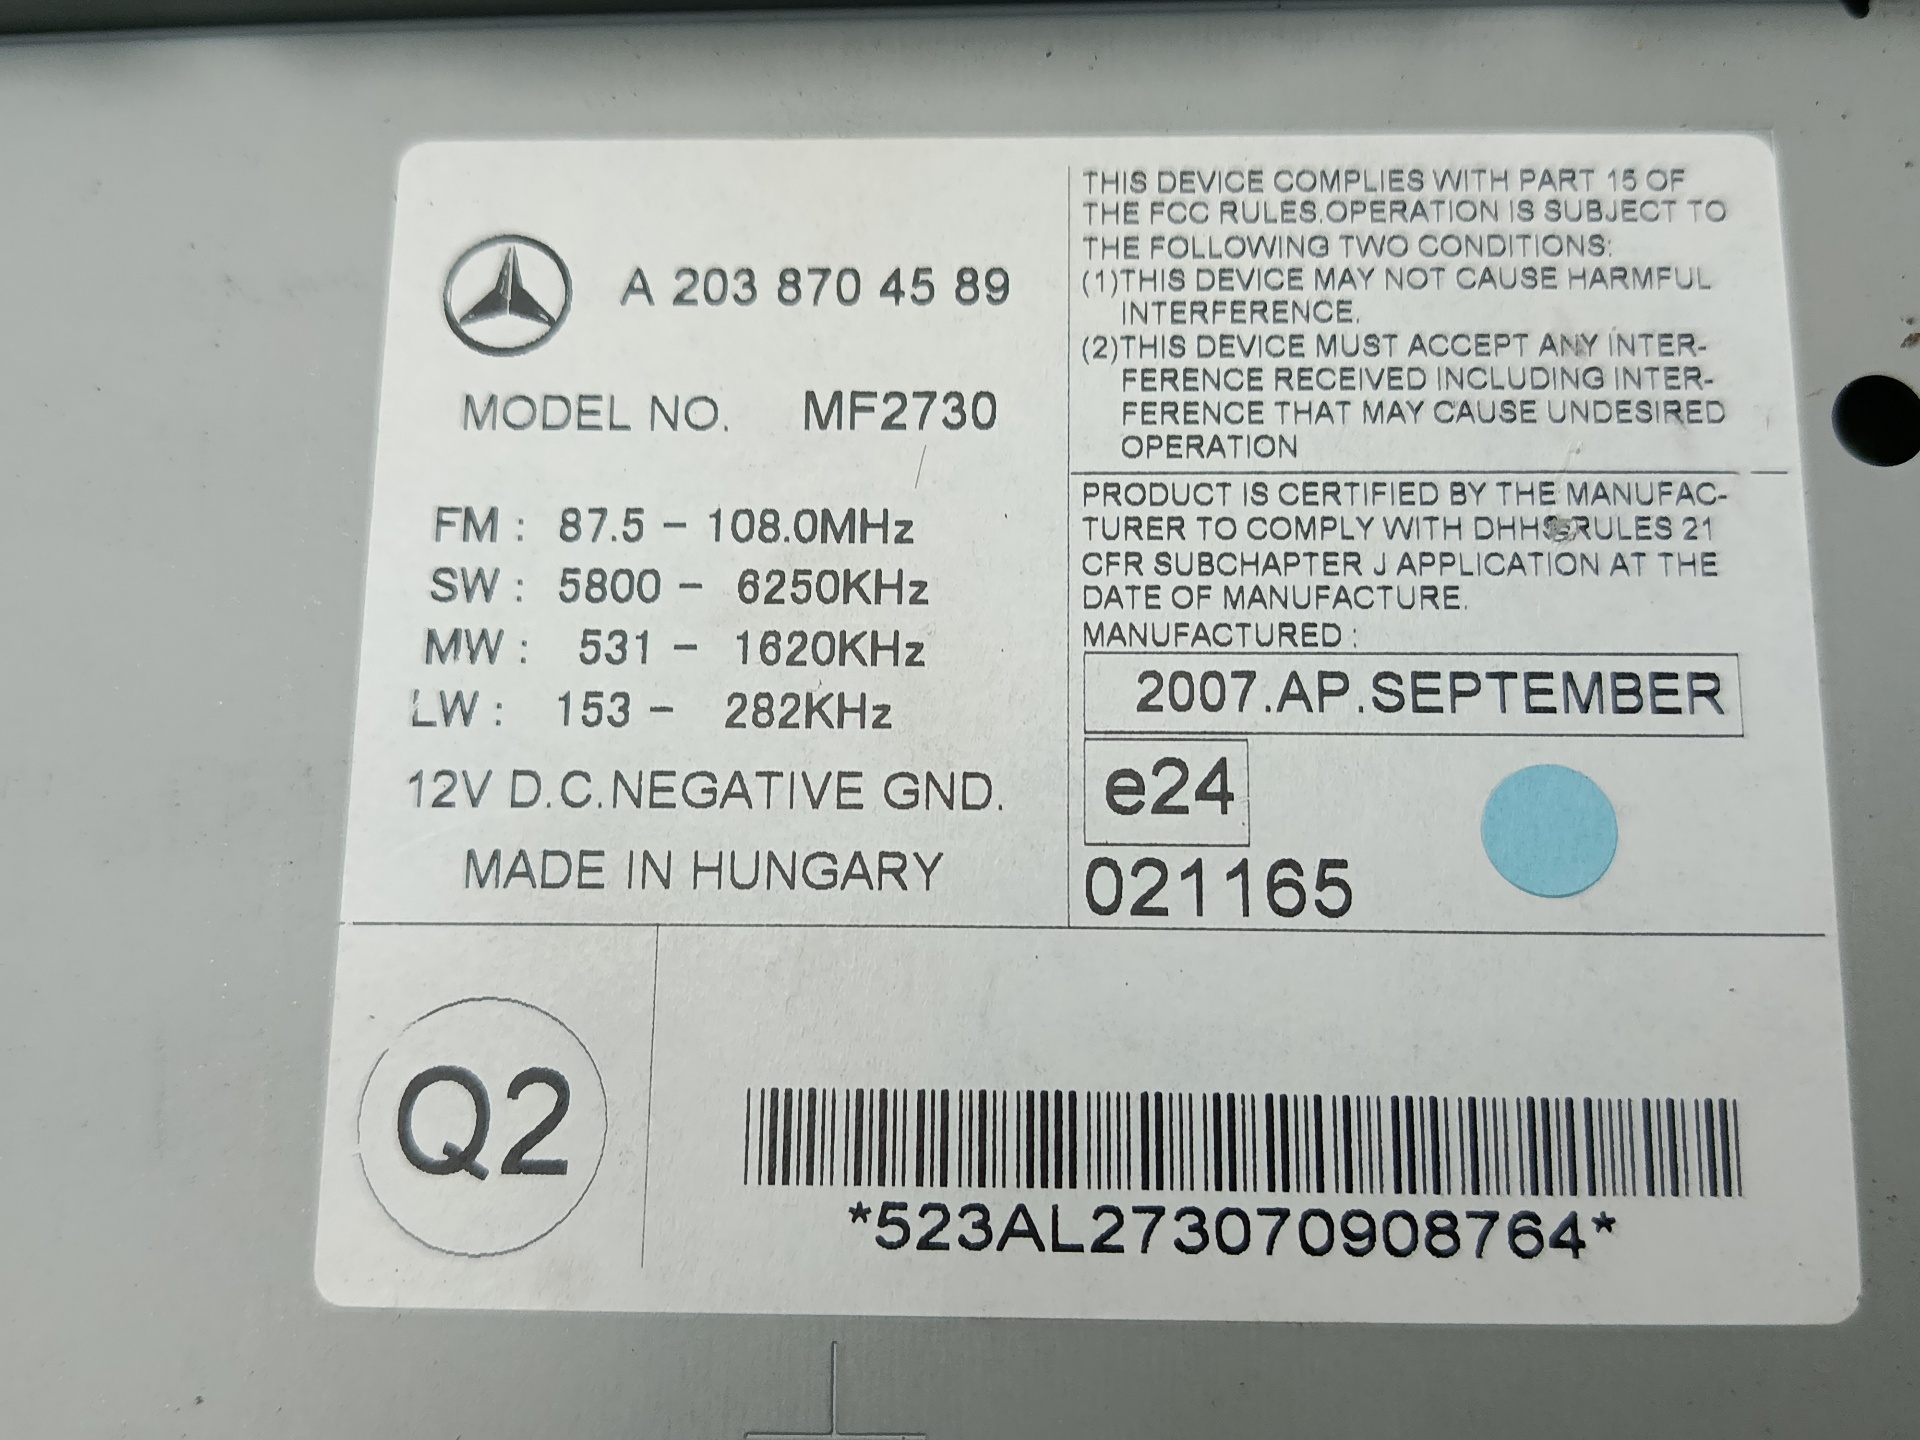 A 203 870 45 89
MODEL NO. MF2730
FM : 87.5 – 108.0MHz
SW : 5800 – 6250KHz
MW : 531 – 1620KHz
LW : 153 – 282KHz
12V D.C.NEGATIVE GND.
MADE IN HUNGARY
THIS DEVICE COMPLIES WITH PART 15 OF
THE FCC RULES.OPERATION IS SUBJECT TO
THE FOLLOWING TWO CONDITIONS:
(1)THIS DEVICE MAY NOT CAUSE HARMFUL
INTERFERENCE.
(2)THIS DEVICE MUST ACCEPT ANY INTER-
FERENCE RECEIVED INCLUDING INTER-
FERENCE THAT MAY CAUSE UNDESIRED
OPERATION
PRODUCT IS CERTIFIED BY THE MANUFAC-
TURER TO COMPLY WITH DHHS RULES 21
CFR SUBCHAPTER J APPLICATION AT THE
DATE OF MANUFACTURE.
MANUFACTURED :
2007.AP.SEPTEMBER
e24
021165
Q2
*523AL273070908764*